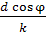 d cos φ
k